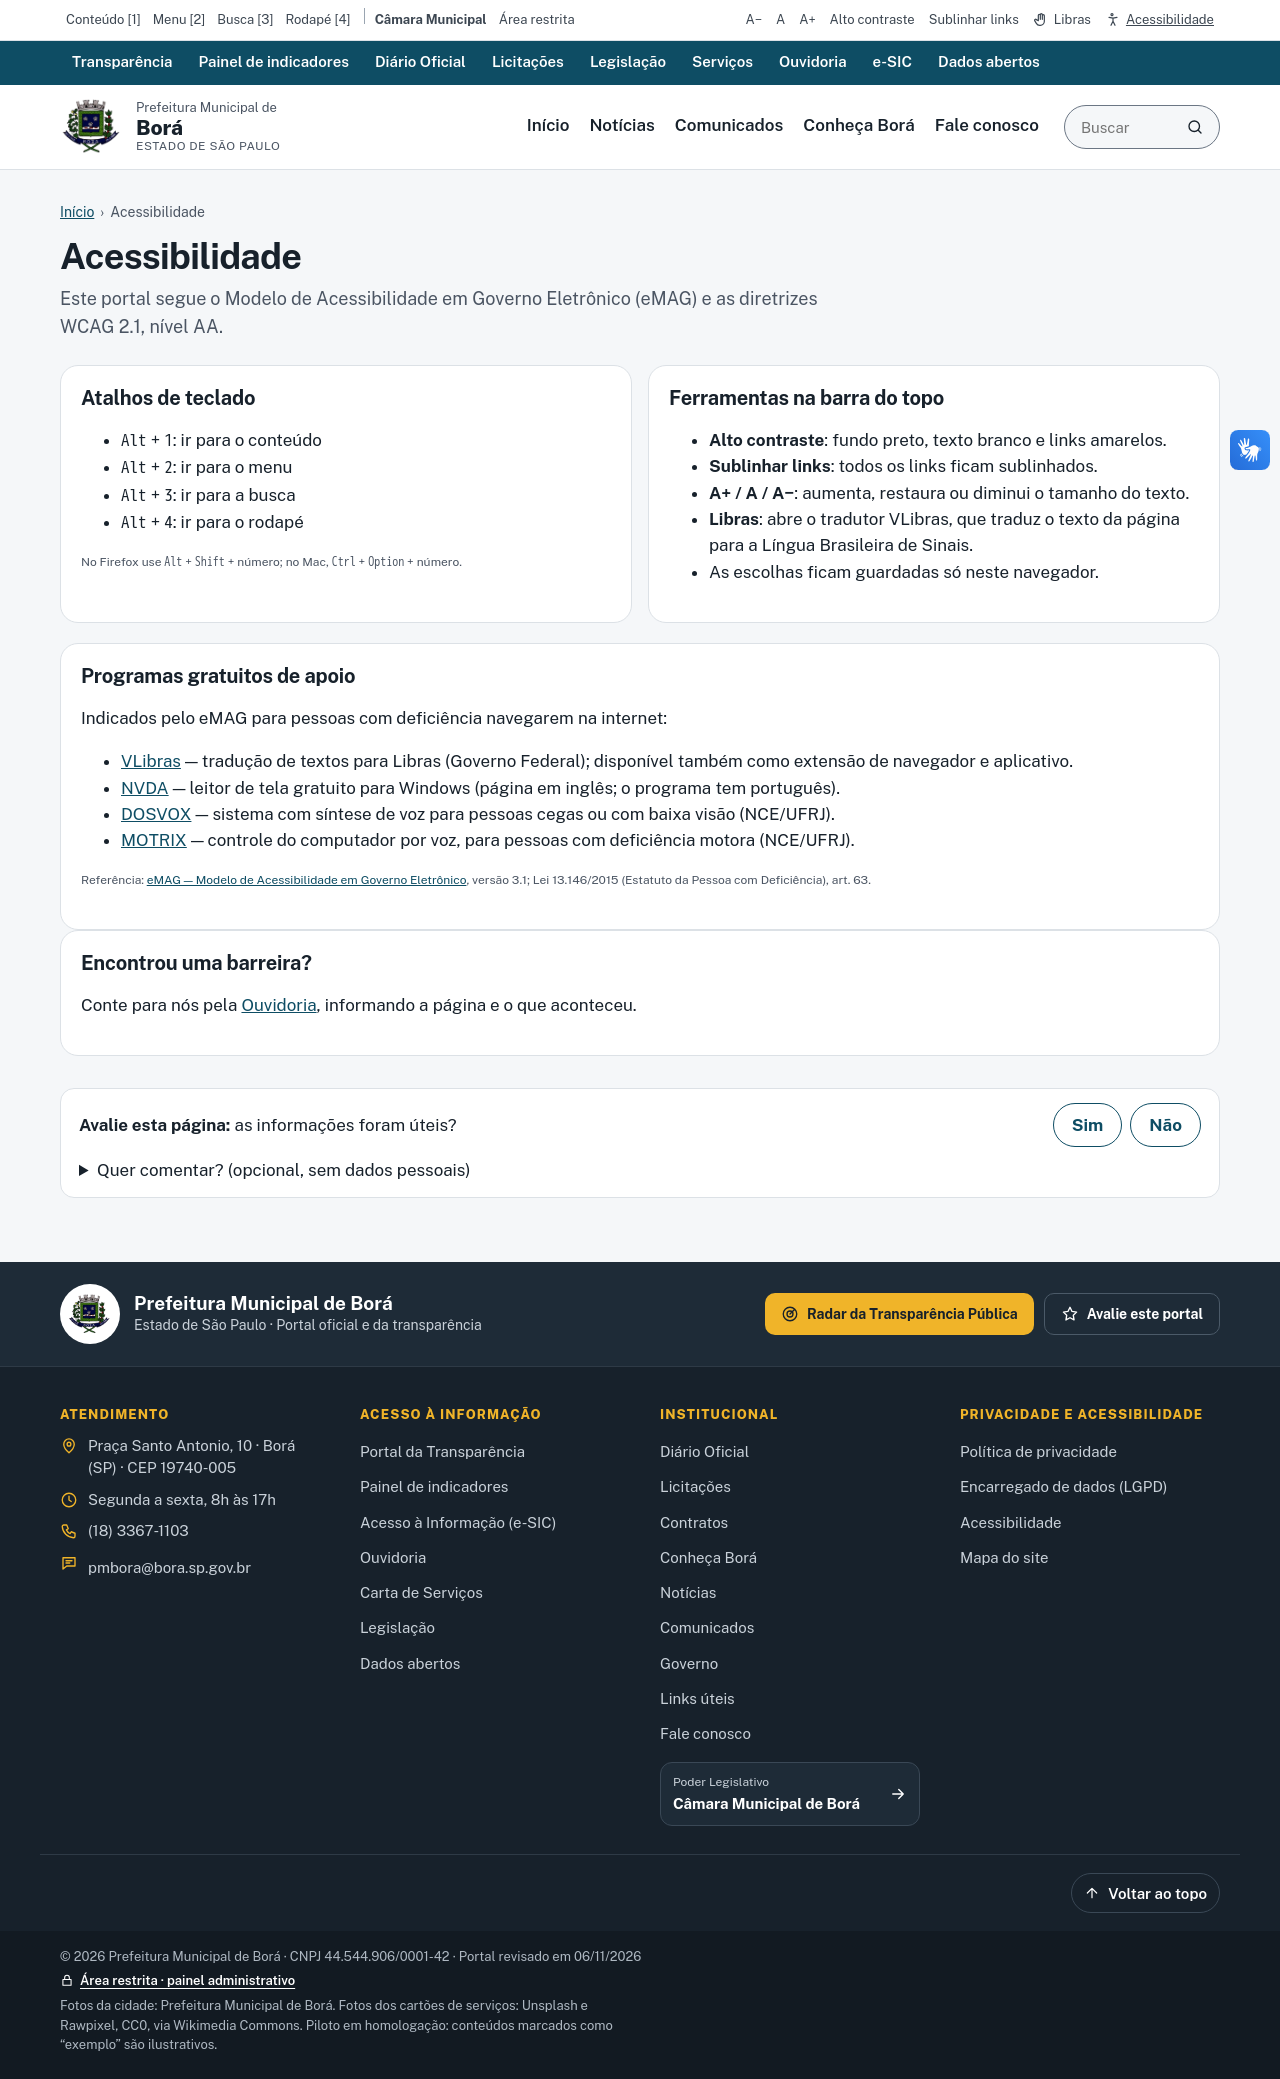 Conteúdo [1] Menu [2] Busca [3] Rodapé [4] Câmara Municipal Área restrita A− A A+ Alto contraste Sublinhar links Libras Acessibilidade
Transparência Painel de indicadores Diário Oficial Licitações Legislação Serviços Ouvidoria e-SIC Dados abertos
Prefeitura Municipal de
Borá
ESTADO DE SÃO PAULO
Início Notícias Comunicados Conheça Borá Fale conosco Buscar
Início › Acessibilidade
Acessibilidade
Este portal segue o Modelo de Acessibilidade em Governo Eletrônico (eMAG) e as diretrizes
WCAG 2.1, nível AA.
Atalhos de teclado
• Alt + 1: ir para o conteúdo
• Alt + 2: ir para o menu
• Alt + 3: ir para a busca
• Alt + 4: ir para o rodapé
No Firefox use Alt + Shift + número; no Mac, Ctrl + Option + número.
Ferramentas na barra do topo
• Alto contraste: fundo preto, texto branco e links amarelos.
• Sublinhar links: todos os links ficam sublinhados.
• A+ / A / A−: aumenta, restaura ou diminui o tamanho do texto.
• Libras: abre o tradutor VLibras, que traduz o texto da página
para a Língua Brasileira de Sinais.
• As escolhas ficam guardadas só neste navegador.
Programas gratuitos de apoio
Indicados pelo eMAG para pessoas com deficiência navegarem na internet:
• VLibras — tradução de textos para Libras (Governo Federal); disponível também como extensão de navegador e aplicativo.
• NVDA — leitor de tela gratuito para Windows (página em inglês; o programa tem português).
• DOSVOX — sistema com síntese de voz para pessoas cegas ou com baixa visão (NCE/UFRJ).
• MOTRIX — controle do computador por voz, para pessoas com deficiência motora (NCE/UFRJ).
Referência: eMAG — Modelo de Acessibilidade em Governo Eletrônico, versão 3.1; Lei 13.146/2015 (Estatuto da Pessoa com Deficiência), art. 63.
Encontrou uma barreira?
Conte para nós pela Ouvidoria, informando a página e o que aconteceu.
Avalie esta página: as informações foram úteis? Sim Não
Quer comentar? (opcional, sem dados pessoais)
Prefeitura Municipal de Borá
Estado de São Paulo · Portal oficial e da transparência
Radar da Transparência Pública Avalie este portal
ATENDIMENTO
Praça Santo Antonio, 10 · Borá
(SP) · CEP 19740-005
Segunda a sexta, 8h às 17h
(18) 3367-1103
pmbora@bora.sp.gov.br
ACESSO À INFORMAÇÃO
Portal da Transparência
Painel de indicadores
Acesso à Informação (e-SIC)
Ouvidoria
Carta de Serviços
Legislação
Dados abertos
INSTITUCIONAL
Diário Oficial
Licitações
Contratos
Conheça Borá
Notícias
Comunicados
Governo
Links úteis
Fale conosco
Poder Legislativo
Câmara Municipal de Borá
PRIVACIDADE E ACESSIBILIDADE
Política de privacidade
Encarregado de dados (LGPD)
Acessibilidade
Mapa do site
Voltar ao topo
© 2026 Prefeitura Municipal de Borá · CNPJ 44.544.906/0001-42 · Portal revisado em 06/11/2026
Área restrita · painel administrativo
Fotos da cidade: Prefeitura Municipal de Borá. Fotos dos cartões de serviços: Unsplash e
Rawpixel, CC0, via Wikimedia Commons. Piloto em homologação: conteúdos marcados como
“exemplo” são ilustrativos.